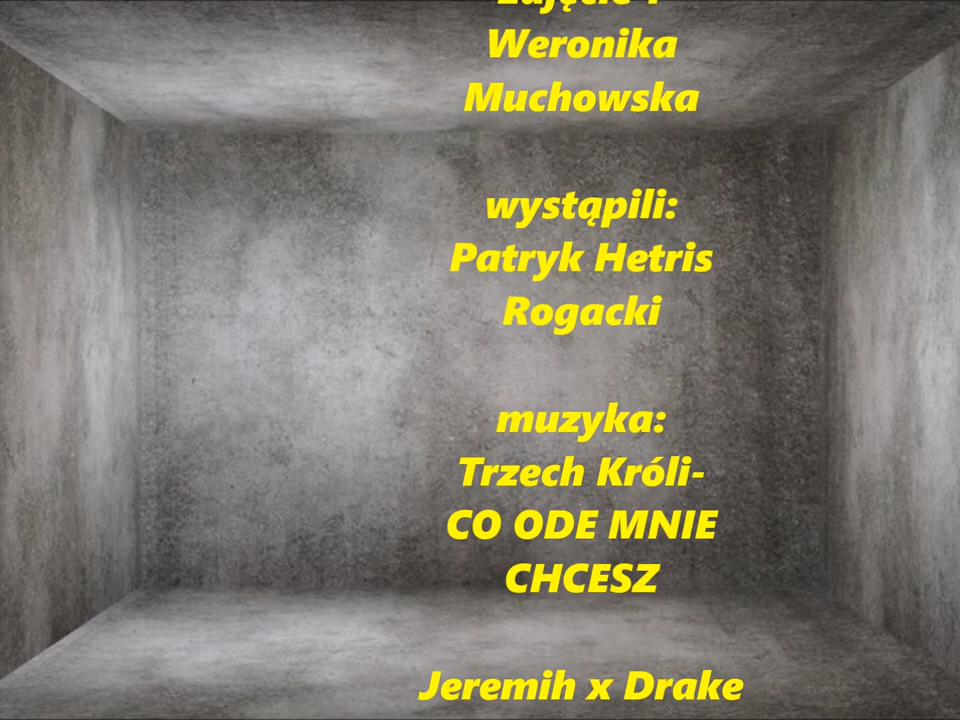 Weronika
Muchowska
wystąpili:
Patryk Hetris
Rogacki
muzyka:
Trzech Króli-
CO ODE MNIE
CHCESZ
Jeremih x Drake